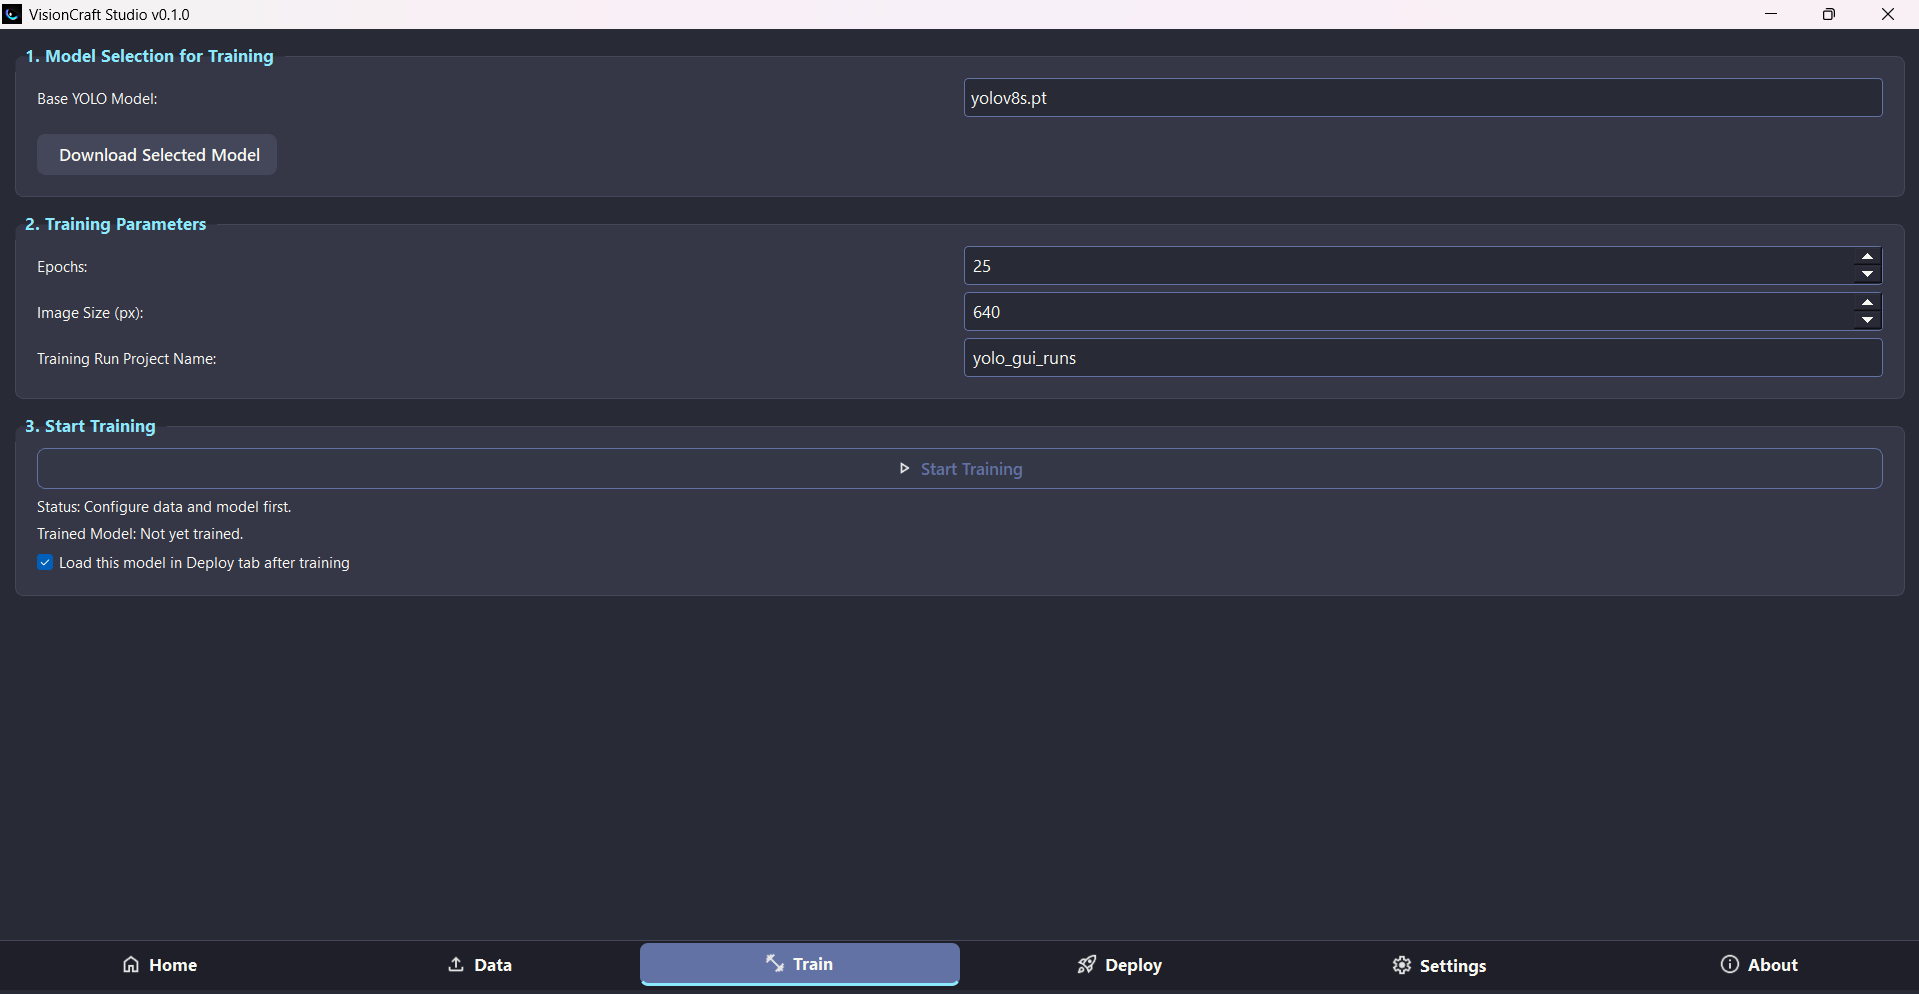 VisionCraft Studio v0.1.0
1. Model Selection for Training
Base YOLO Model:
yolov8s.pt
Download Selected Model
2. Training Parameters
Epochs:
25
Image Size (px):
640
Training Run Project Name:
yolo_gui_runs
3. Start Training
Start Training
Status: Configure data and model first.
Trained Model: Not yet trained.
Load this model in Deploy tab after training
Home
Data
Train
Deploy
Settings
About